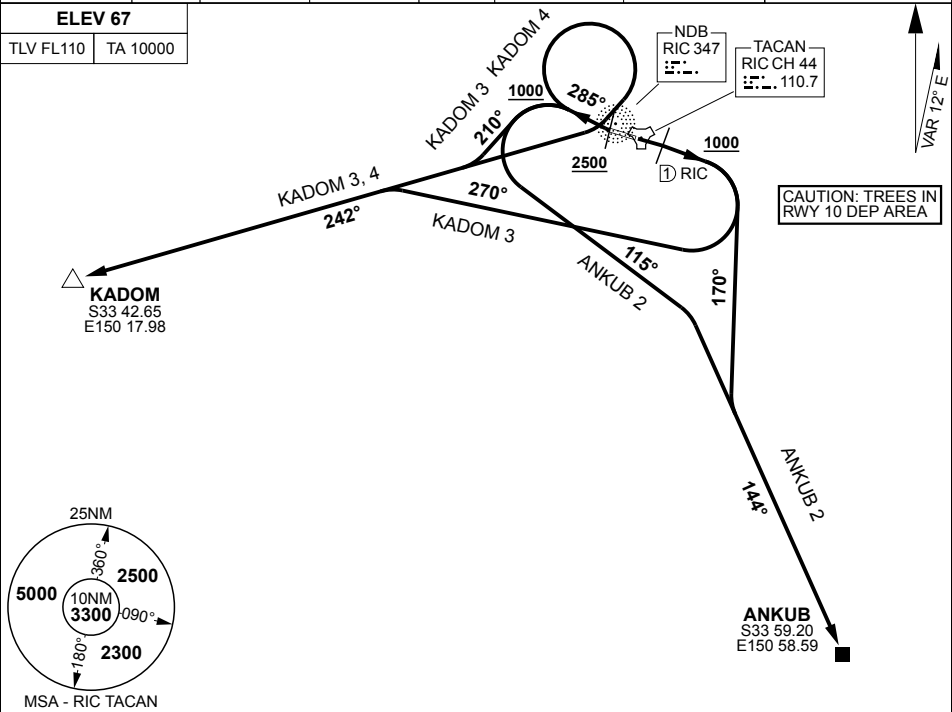 ELEV 67
TLV FL110 TA 10000
NDB
RIC 347
TACAN
RIC CH 44
110.7
VAR 12° E
KADOM 4
KADOM 3
1000
285°
210°
2500
1000
1 RIC
CAUTION: TREES IN
RWY 10 DEP AREA
KADOM 3, 4
242°
270°
KADOM 3
115°
ANKUB 2
170°
KADOM
S33 42.65
E150 17.98
ANKUB 2
144°
ANKUB
S33 59.20
E150 58.59
25NM
360°
5000
2500
10NM
3300
090°
180°
2300
MSA - RIC TACAN